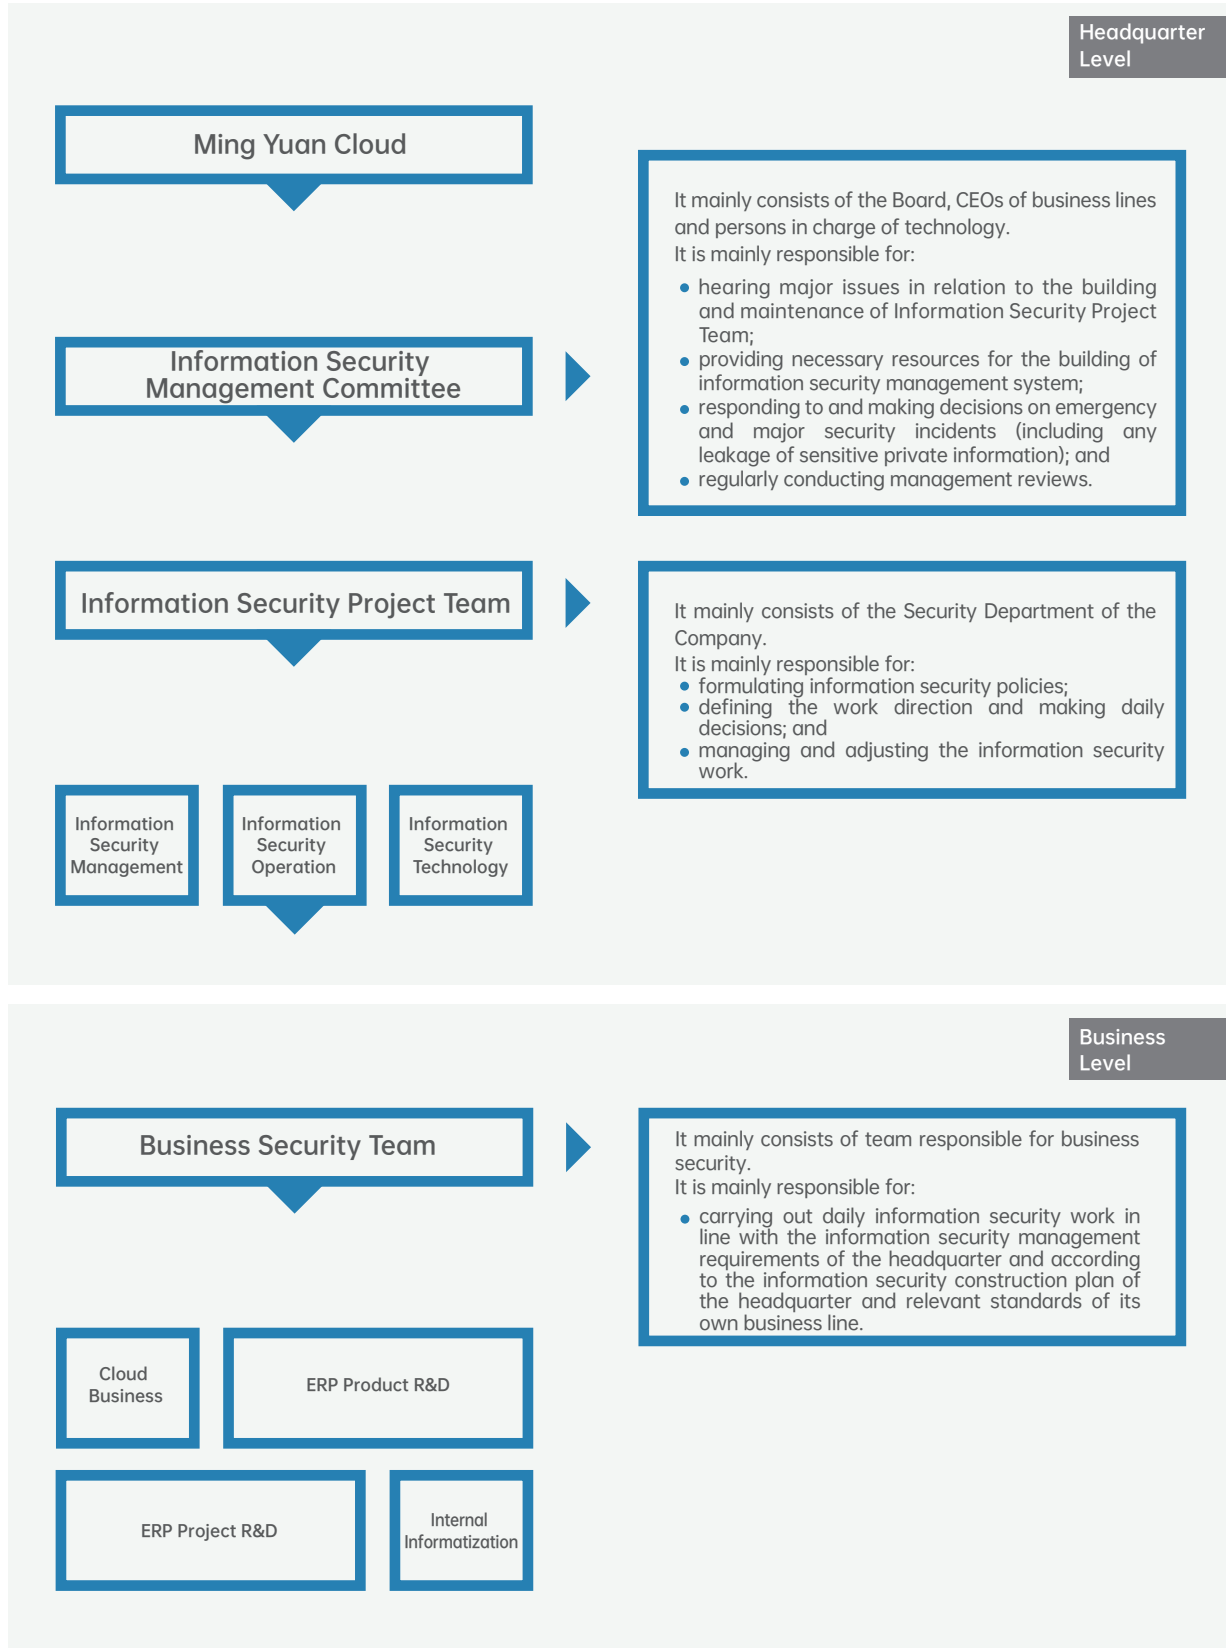 Headquarter
Level
Ming Yuan Cloud
It mainly consists of the Board, CEOs of business lines
and persons in charge of technology.
It is mainly responsible for:
hearing major issues in relation to the building
and maintenance of Information Security Project
Team;
providing necessary resources for the building of
information security management system;
responding to and making decisions on emergency
and major security incidents (including any
leakage of sensitive private information); and
regularly conducting management reviews.
Information Security
Management Committee
Information Security Project Team
It mainly consists of the Security Department of the
Company.
It is mainly responsible for:
formulating information security policies;
defining the work direction and making daily
decisions; and
managing and adjusting the information security
work.
Information
Security
Management
Information
Security
Operation
Information
Security
Technology
Business
Level
Business Security Team
It mainly consists of team responsible for business
security.
It is mainly responsible for:
carrying out daily information security work in
line with the information security management
requirements of the headquarter and according
to the information security construction plan of
the headquarter and relevant standards of its
own business line.
Cloud
Business
ERP Product R&D
ERP Project R&D
Internal
Informatization